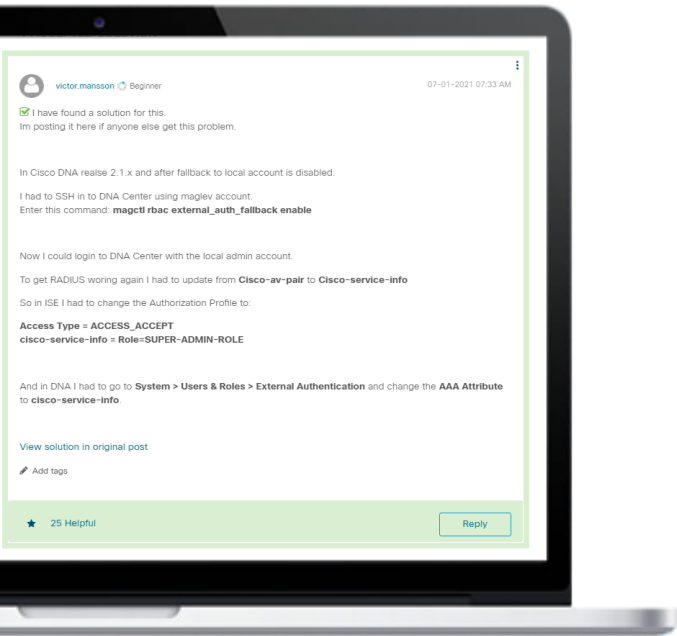 victor.mansson Beginner
07-01-2021 07:33 AM
I have found a solution for this.
Im posting it here if anyone else get this problem.
In Cisco DNA realse 2.1.x and after fallback to local account is disabled.
I had to SSH in to DNA Center using maglev account.
Enter this command: magctl rbac external_auth_fallback enable
Now I could login to DNA Center with the local admin account.
To get RADIUS woring again I had to update from Cisco-av-pair to Cisco-service-info
So in ISE I had to change the Authorization Profile to:
Access Type = ACCESS_ACCEPT
cisco-service-info = Role=SUPER-ADMIN-ROLE
And in DNA I had to go to System > Users & Roles > External Authentication and change the AAA Attribute
to cisco-service-info.
View solution in original post
Add tags
25 Helpful
Reply